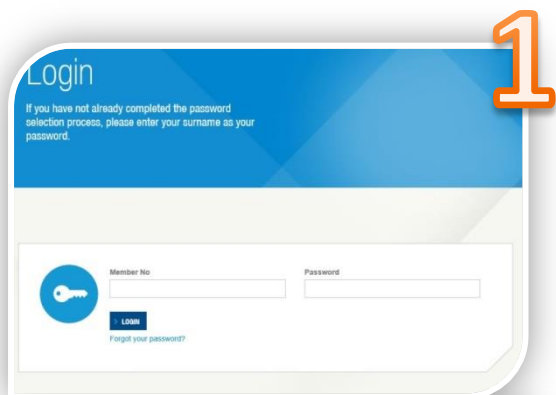 1
Login
If you have not already completed the password
selection process, please enter your surname as your
password.
Member No
Password
> LOGIN
Forgot your password?